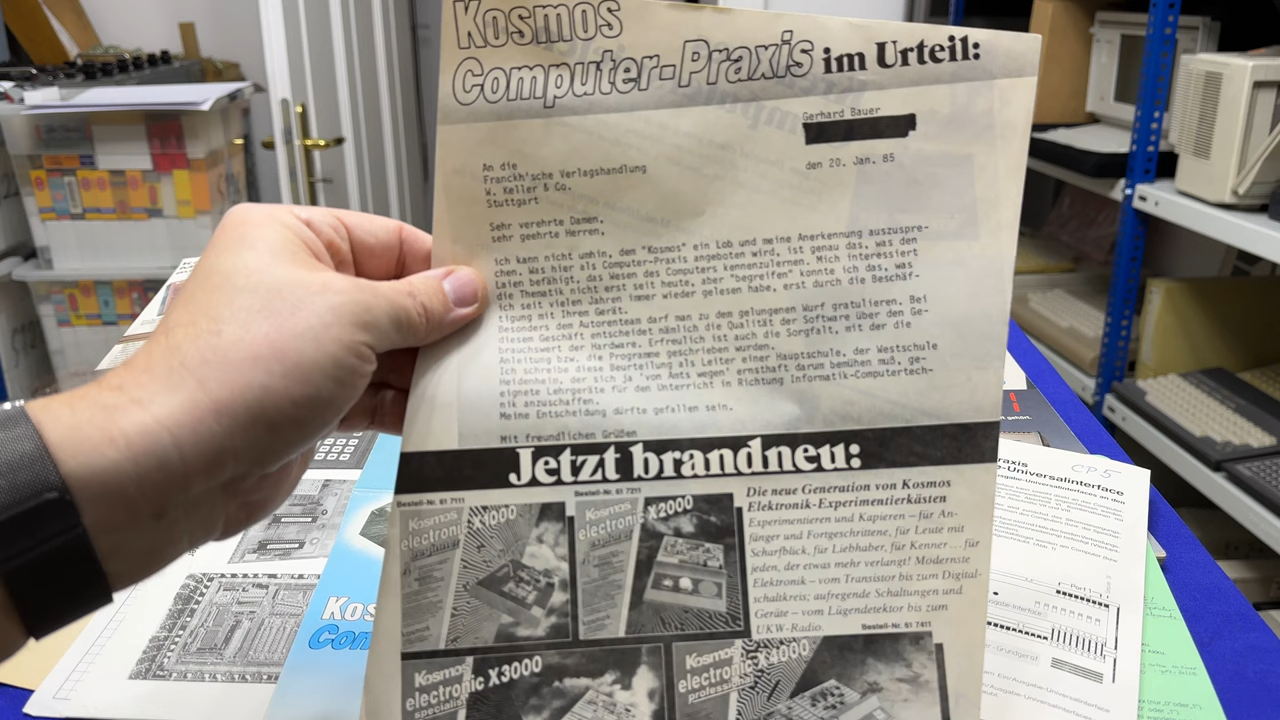 Kosmos
Computer-Praxis im Urteil:
Gerhard Bauer
den 20. Jan. 85
An die
Franckh'sche Verlagshandlung
W. Keller & Co.
Stuttgart
Sehr verehrte Damen,
sehr geehrte Herren,
ich kann nicht umhin, dem "Kosmos" ein Lob und meine Anerkennung auszuspre-
chen. Was hier als Computer-Praxis angeboten wird, ist genau das, was den
Laien befähigt, das Wesen des Computers kennenzulernen. Mich interessiert
die Thematik nicht erst seit heute, aber "begreifen" konnte ich das, was
ich seit vielen Jahren immer wieder gelesen habe, erst durch die Beschäf-
tigung mit Ihrem Gerät.
Besonders dem Autorenteam darf man zu dem gelungenen Wurf gratulieren. Bei
diesem Geschäft entscheidet nämlich die Qualität der Software über den Ge-
brauchswert der Hardware. Erfreulich ist auch die Sorgfalt, mit der die
Anleitung bzw. die Programme geschrieben wurden.
Ich schreibe diese Beurteilung als Leiter einer Hauptschule, der Westschule
Heidenheim, der sich ja 'von Amts wegen' ernsthaft darum bemühen muß, ge-
eignete Lehrgeräte für den Unterricht in Richtung Informatik-Computertech-
nik anzuschaffen.
Meine Entscheidung dürfte gefallen sein.
Mit freundlichen Grüßen
Jetzt brandneu:
Bestell-Nr. 61 7111
Kosmos
electronic X1000
Bestell-Nr. 61 7211
Kosmos
electronic X2000
Die neue Generation von Kosmos
Elektronik-Experimentierkästen
Experimentieren und Kapieren – für An-
fänger und Fortgeschrittene, für Leute mit
Scharfblick, für Liebhaber, für Kenner ... für
jeden, der etwas mehr verlangt! Modernste
Elektronik – vom Transistor bis zum Digital-
schaltkreis; aufregende Schaltungen und
Geräte – vom Lügendetektor bis zum
UKW-Radio.
Bestell-Nr. 61 7411
Kosmos
electronic X3000
specialist
Kosmos
electronic X4000
professional
Kos
Com
gehört.
raxis
CP5
e-Universalinterface
Port 1